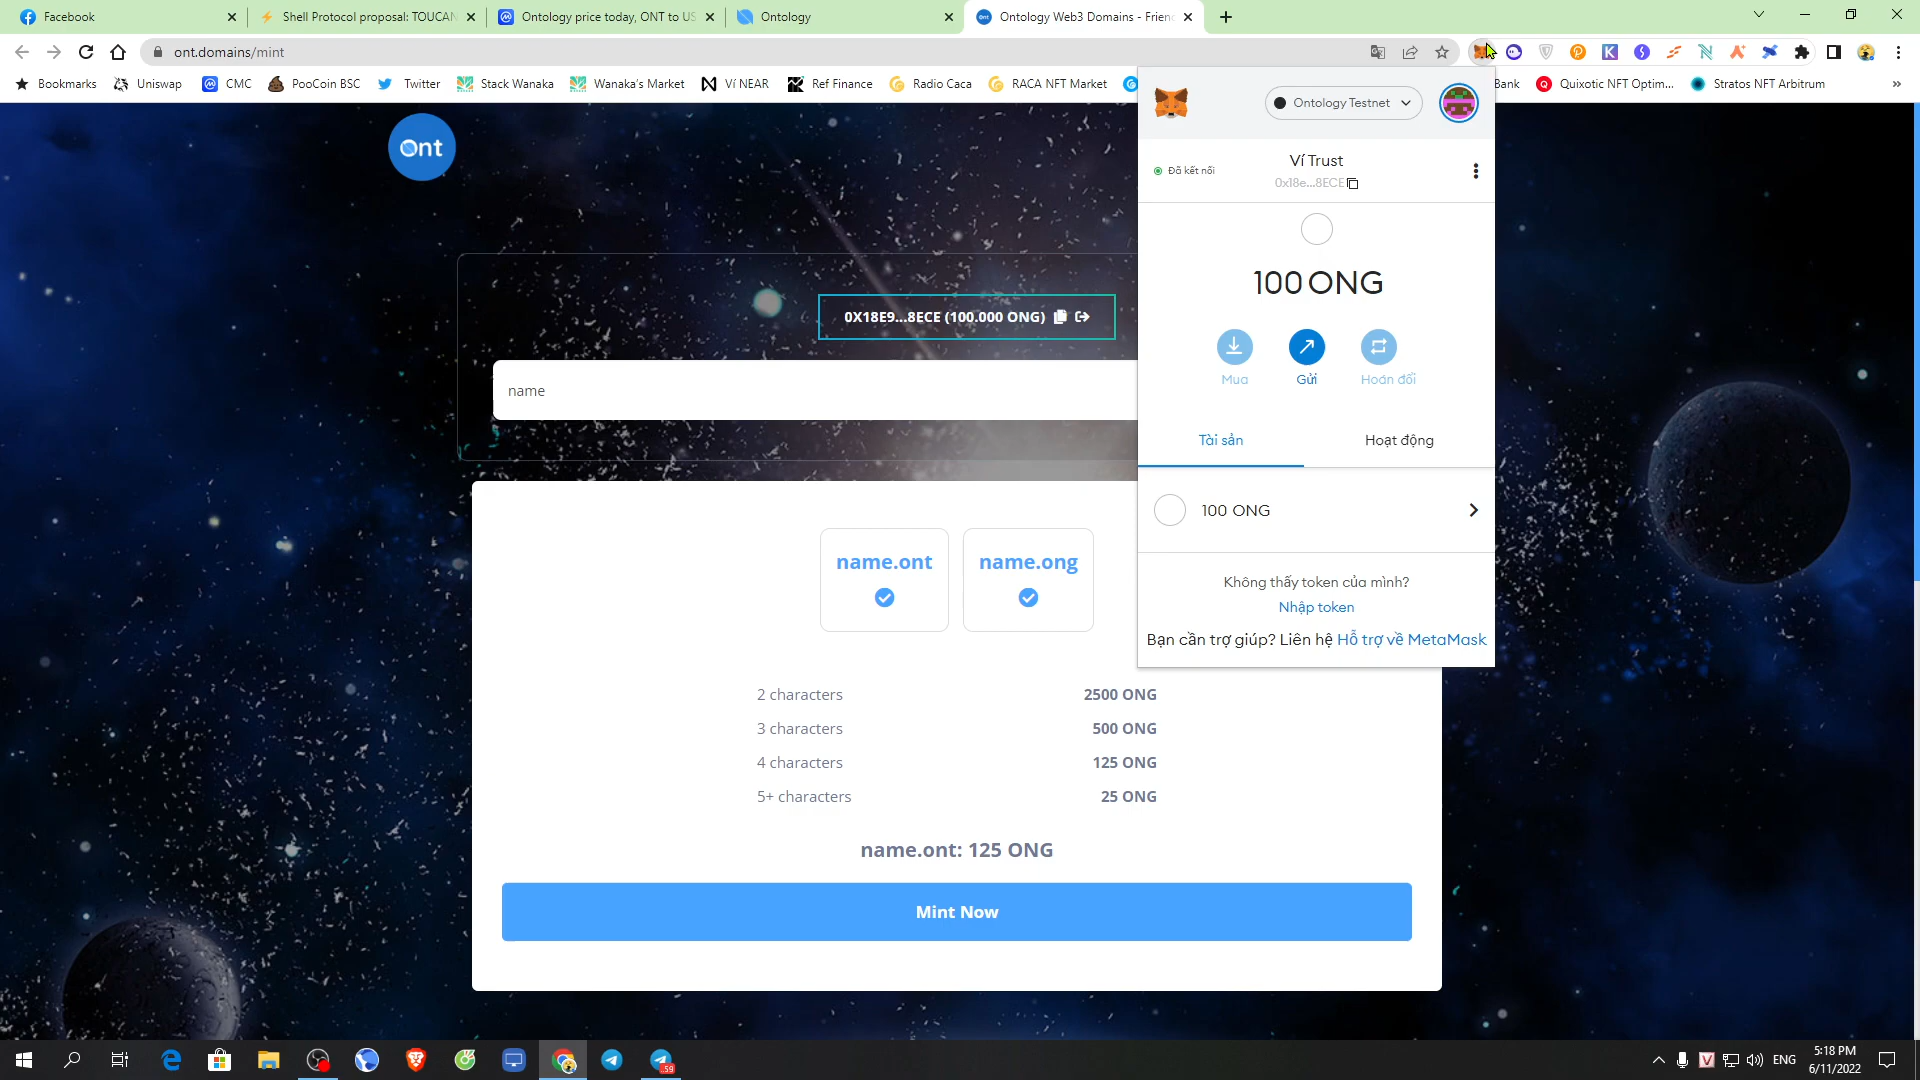 Facebook
Shell Protocol proposal: TOUCAN
Ontology price today, ONT to US
Ontology
Ontology Web3 Domains - Frien
ont.domains/mint
Bookmarks
Uniswap
CMC
PooCoin BSC
Twitter
Stack Wanaka
Wanaka's Market
Ví NEAR
Ref Finance
Radio Caca
RACA NFT Market
Bank
Quixotic NFT Optim...
Stratos NFT Arbitrum
»
Ont
Ontology Testnet
Đã kết nối
Ví Trust
0x18e...8ECE
100 ONG
Mua
Gửi
Hoán đổi
Tài sản
Hoạt động
100 ONG
Không thấy token của mình?
Nhập token
Bạn cần trợ giúp? Liên hệ Hỗ trợ về MetaMask
0X18E9...8ECE (100.000 ONG)
name
name.ont
name.ong
2 characters 2500 ONG
3 characters 500 ONG
4 characters 125 ONG
5+ characters 25 ONG
name.ont: 125 ONG
Mint Now
59
ENG
5:18 PM
6/11/2022